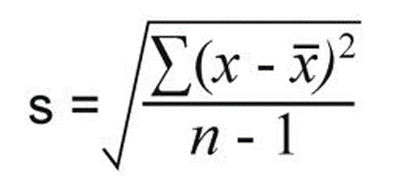 s = √(∑(x - x̄)² / (n - 1))